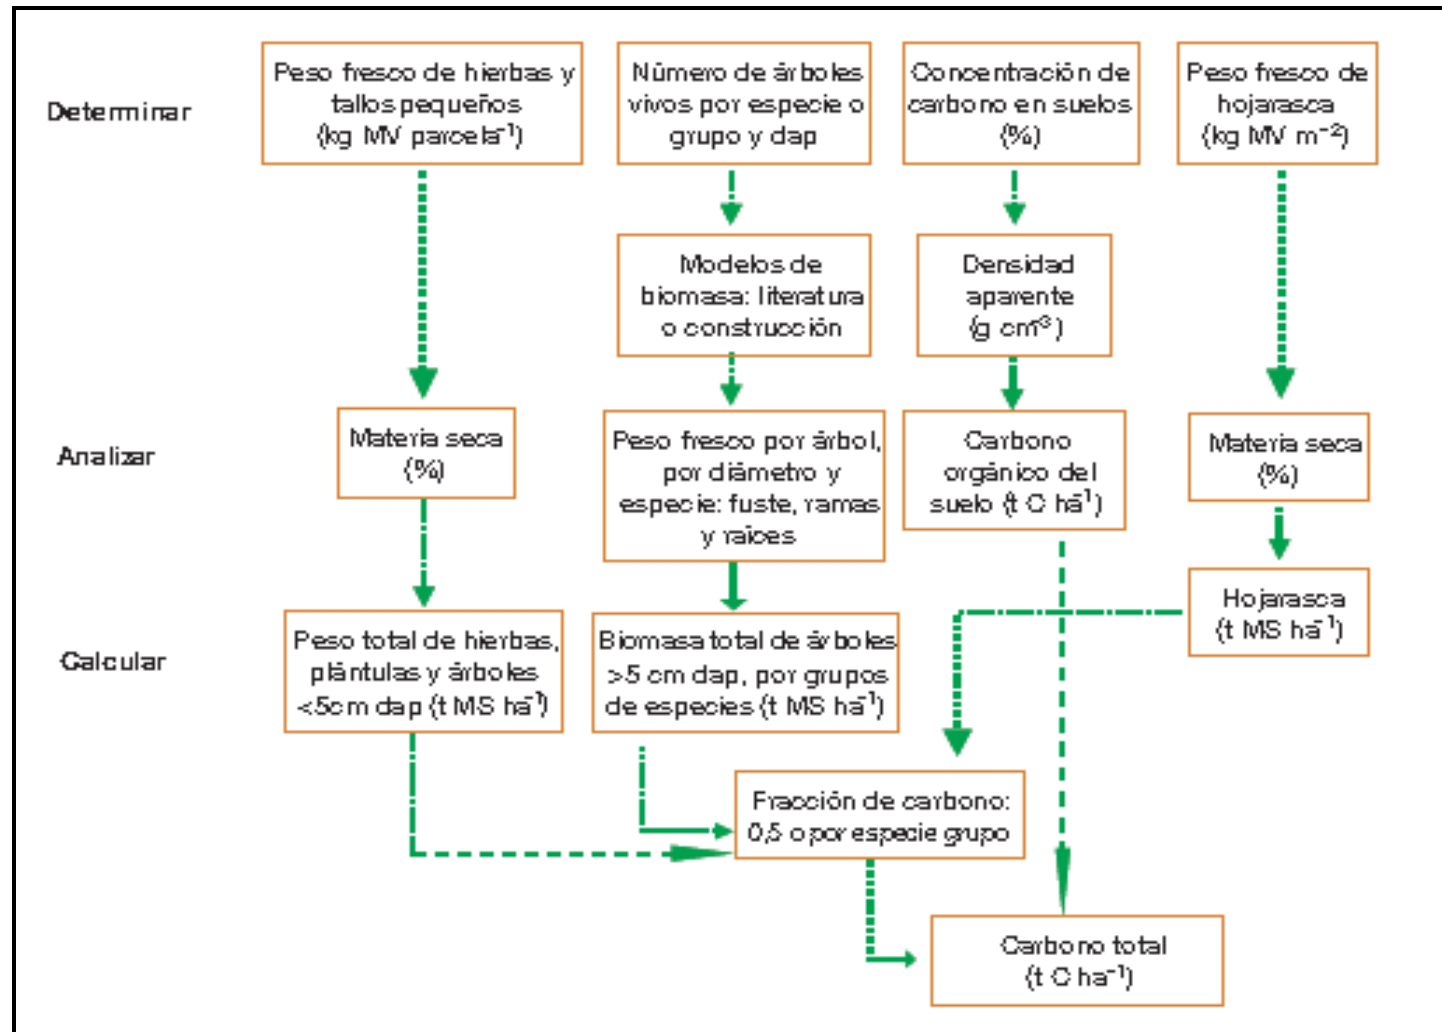 Determinar
Peso fresco de hierbas y
tallos pequeños
(kg MV parcela⁻¹)
Número de árboles
vivos por especie o
grupo y dap
Concentración de
carbono en suelos
(%)
Peso fresco de
hojarasca
(kg MV m⁻²)
Modelos de
biomasa: literatura
o construcción
Densidad
aparente
(g cm⁻³)
Analizar
Materia seca
(%)
Peso fresco por árbol,
por diámetro y
especie: fuste, ramas
y raíces
Carbono
orgánico del
suelo (t C ha⁻¹)
Materia seca
(%)
Calcular
Peso total de hierbas,
plántulas y árboles
<5cm dap (t MS ha⁻¹)
Biomasa total de árboles
>5 cm dap, por grupos
de especies (t MS ha⁻¹)
Hojarasca
(t MS ha⁻¹)
Fracción de carbono:
0,5 o por especie grupo
Carbono total
(t C ha⁻¹)